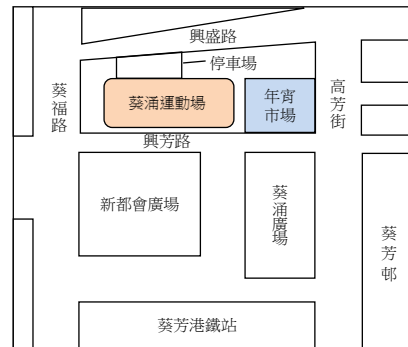 興盛路
停車場
葵涌運動場
年宵
市場
葵福路
高芳街
興芳路
新都會廣場
葵涌廣場
葵芳邨
葵芳港鐵站